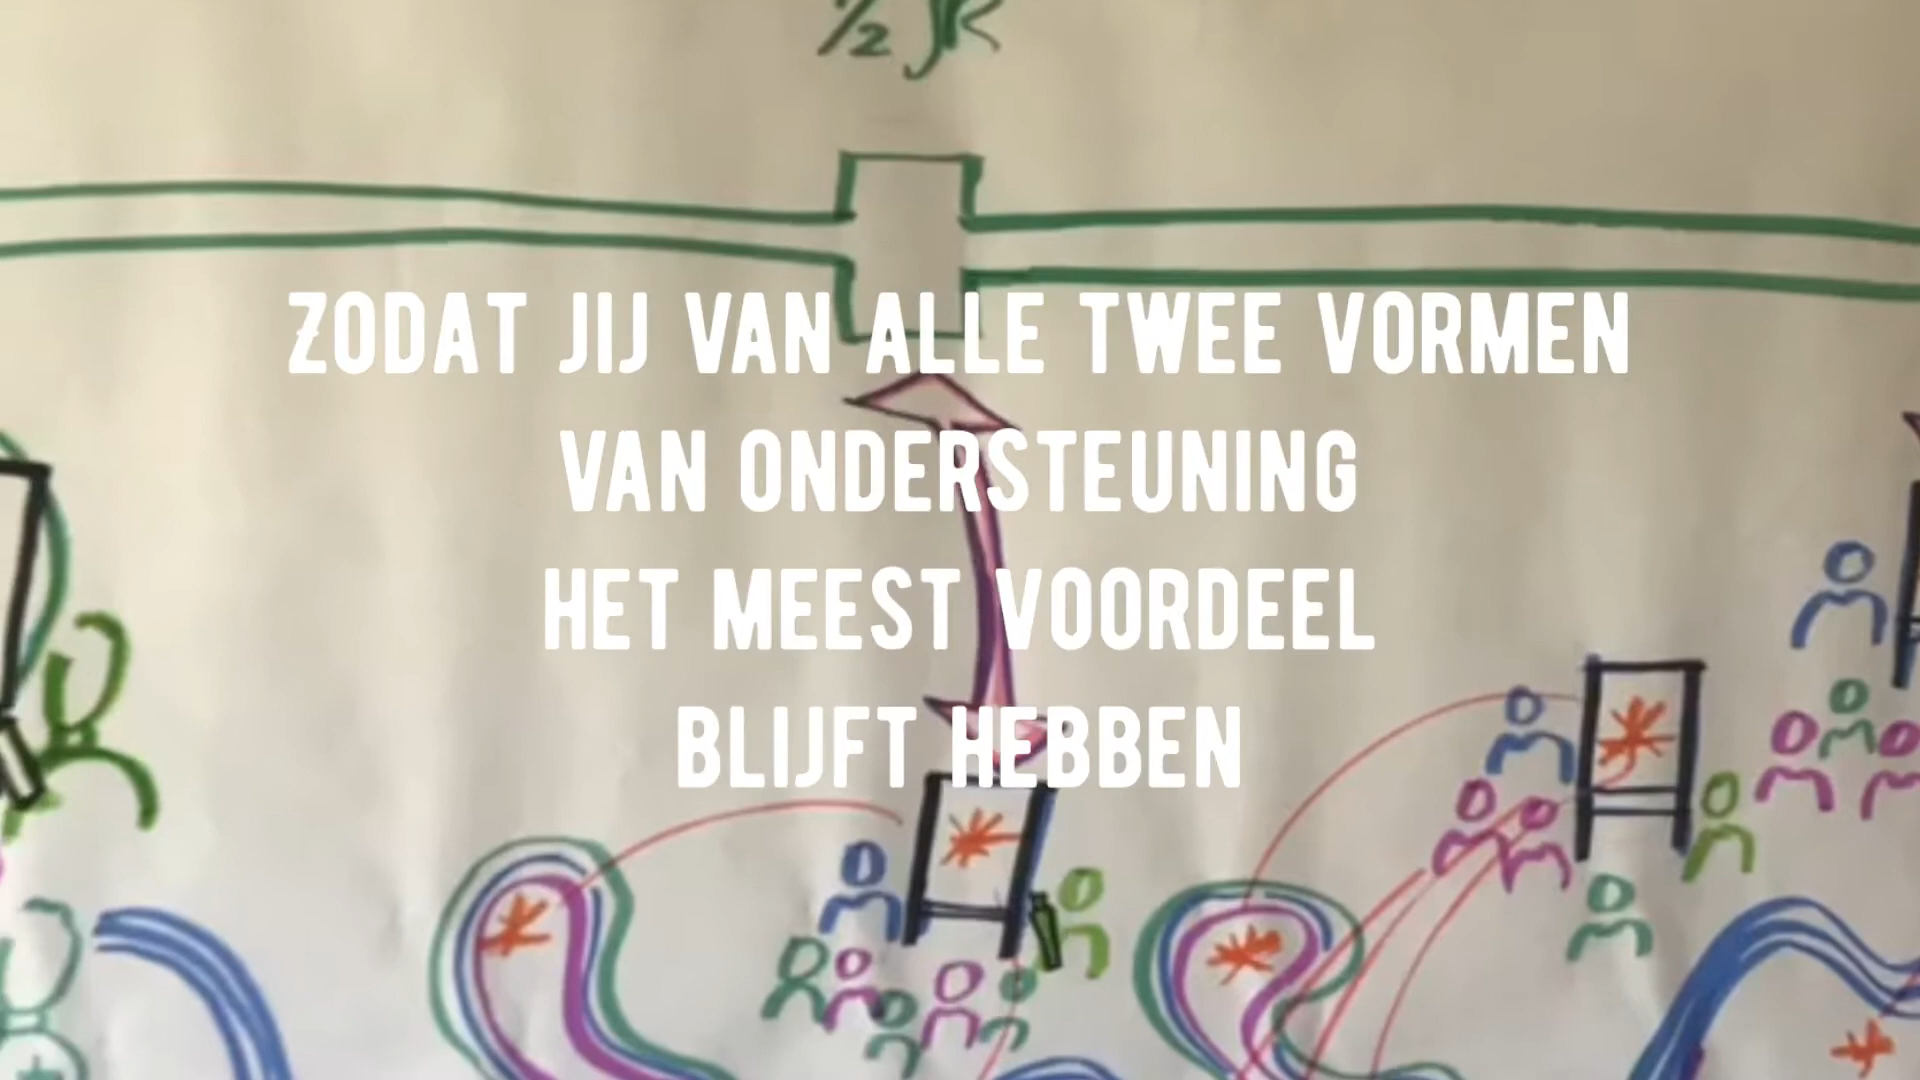 ½ JR
ZODAT JIJ VAN ALLE TWEE VORMEN
VAN ONDERSTEUNING
HET MEEST VOORDEEL
BLIJFT HEBBEN